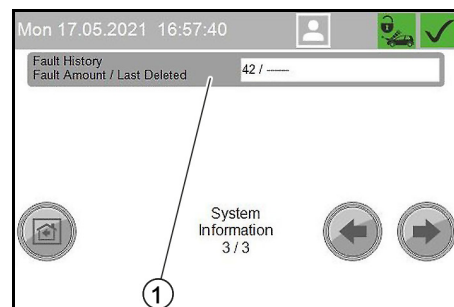 Mon 17.05.2021 16:57:40
Fault History
Fault Amount / Last Deleted
42 / -------
System
Information
3 / 3
1